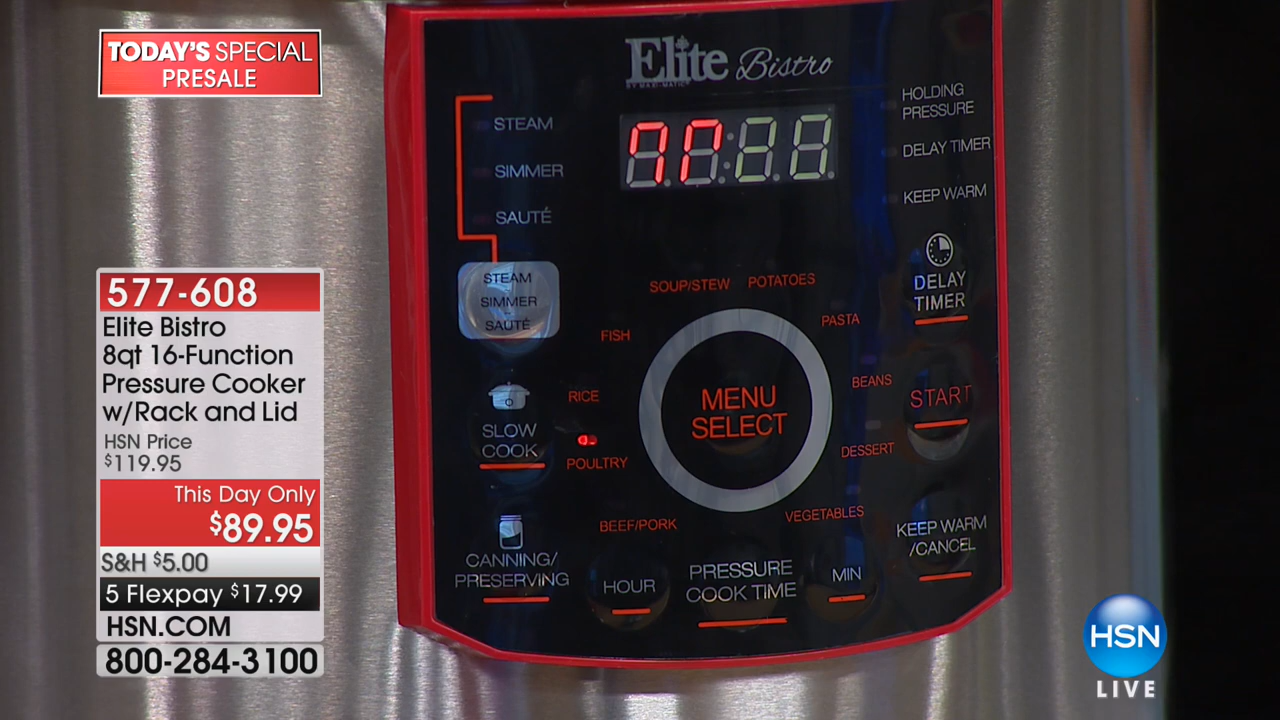 TODAY'S SPECIAL
PRESALE
577-608
Elite Bistro
8qt 16-Function
Pressure Cooker
w/Rack and Lid
HSN Price
$119.95
This Day Only
$89.95
S&H $5.00
5 Flexpay $17.99
HSN.COM
800-284-3100
Elite Bistro
BY MAXI-MATIC
STEAM
SIMMER
SAUTÉ
STEAM
SIMMER
SAUTÉ
SLOW
COOK
CANNING/
PRESERVING
SOUP/STEW
POTATOES
FISH
PASTA
RICE
BEANS
POULTRY
DESSERT
BEEF/PORK
VEGETABLES
MENU
SELECT
HOUR
PRESSURE
COOK TIME
MIN
HOLDING
PRESSURE
DELAY TIMER
KEEP WARM
DELAY
TIMER
START
KEEP WARM
/CANCEL
HSN
LIVE